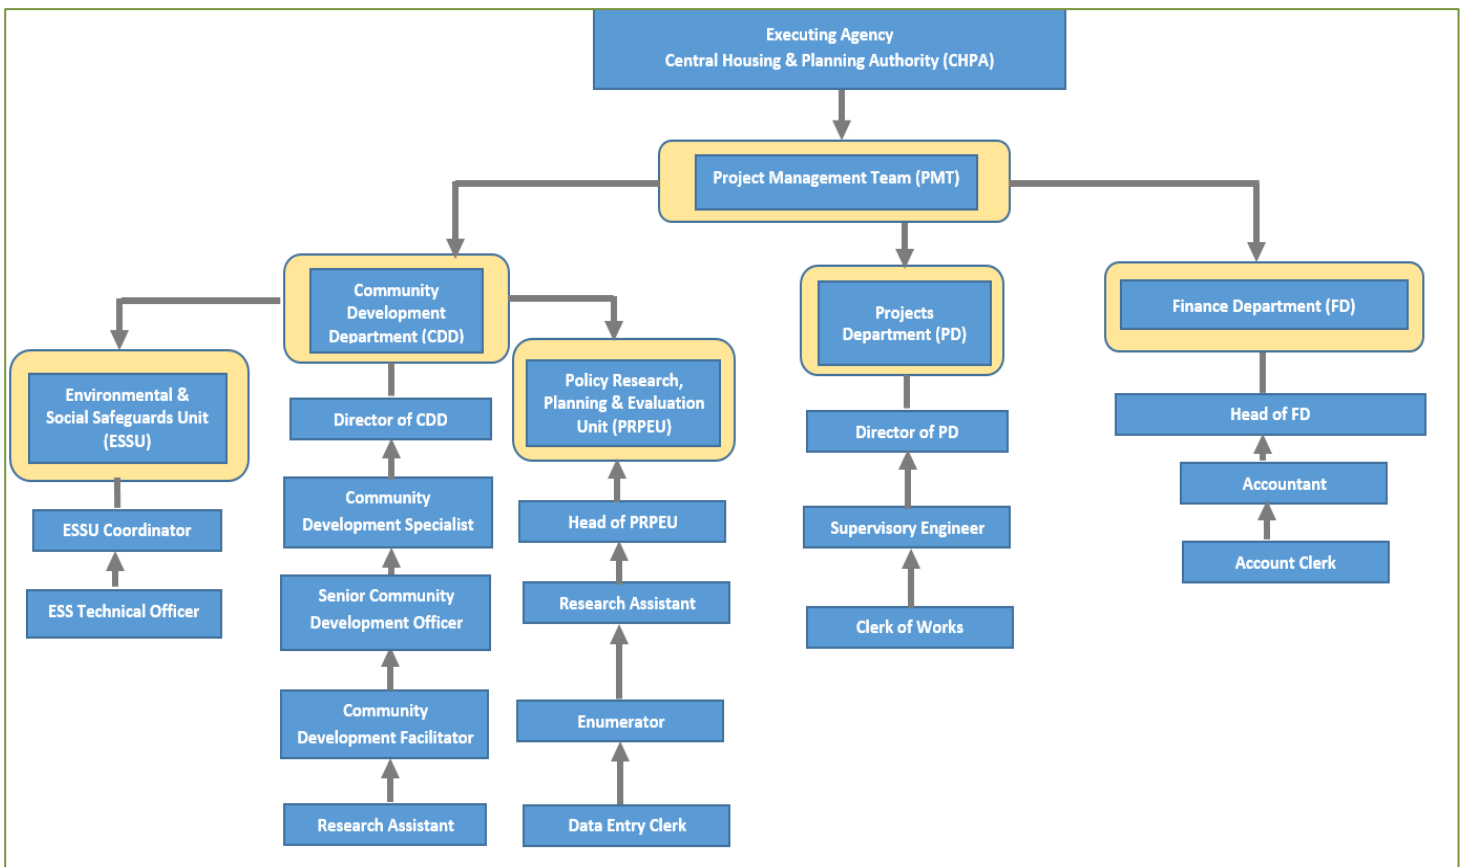 Executing Agency
Central Housing & Planning Authority (CHPA)
Project Management Team (PMT)
Community
Development
Department (CDD)
Projects
Department (PD)
Finance Department (FD)
Environmental &
Social Safeguards Unit
(ESSU)
Policy Research,
Planning & Evaluation
Unit (PRPEU)
Director of CDD
Director of PD
Head of FD
Community
Development Specialist
Accountant
ESSU Coordinator
Head of PRPEU
Supervisory Engineer
Account Clerk
ESS Technical Officer
Senior Community
Development Officer
Research Assistant
Clerk of Works
Community
Development Facilitator
Enumerator
Research Assistant
Data Entry Clerk